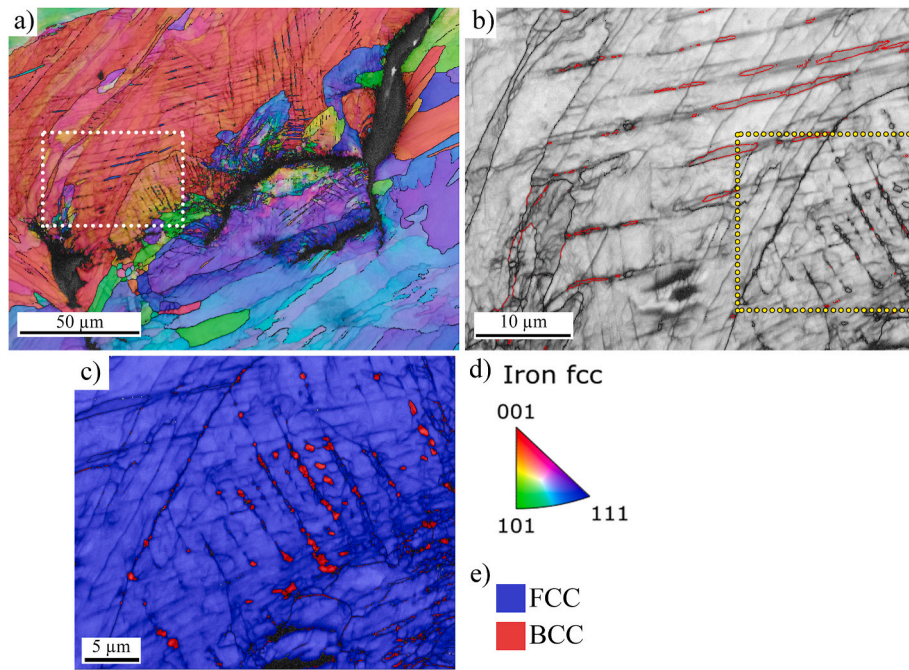 a)
50 µm
b)
10 µm
c)
5 µm
d)
Iron fcc
001
101
111
e)
FCC
BCC